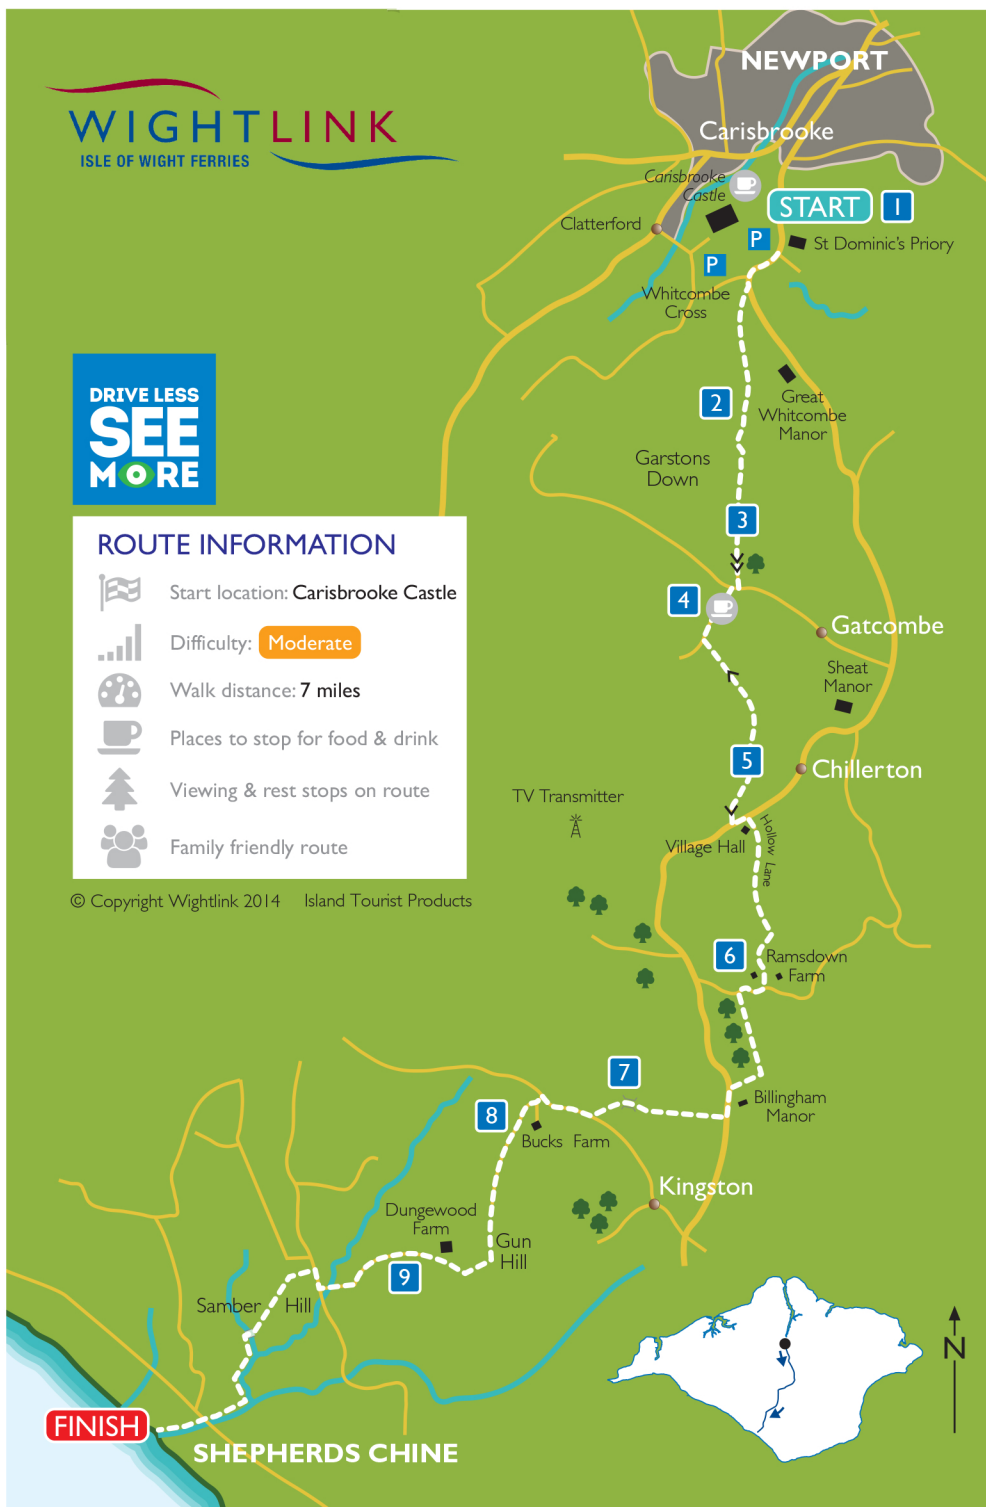 NEWPORT
WIGHTLINK
ISLE OF WIGHT FERRIES
Carisbrooke
Carisbrooke
Castle
START 1
Clatterford
P
St Dominic's Priory
P
Whitcombe
Cross
DRIVE LESS
SEE
MORE
2
Great
Whitcombe
Manor
Garstons
Down
3
ROUTE INFORMATION
Start location: Carisbrooke Castle
Difficulty: Moderate
Walk distance: 7 miles
Places to stop for food & drink
Viewing & rest stops on route
Family friendly route
© Copyright Wightlink 2014 Island Tourist Products
4
Gatcombe
Sheat
Manor
5
Chillerton
TV Transmitter
Village Hall
Hollow Lane
6
Ramsdown
Farm
7
Billingham
Manor
8
Bucks Farm
Kingston
Dungewood
Farm
Gun
Hill
9
Samber Hill
N
FINISH
SHEPHERDS CHINE